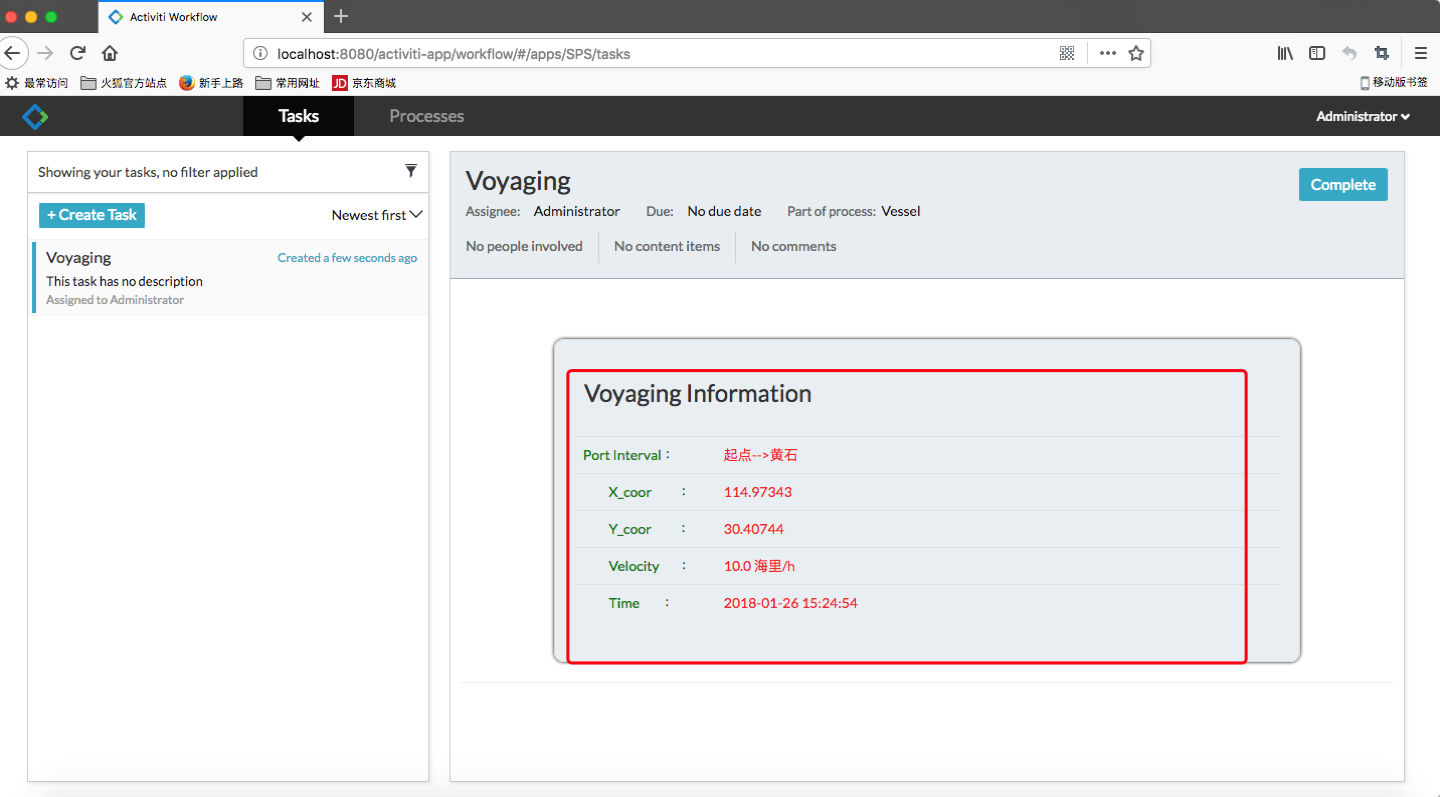 Activiti Workflow
localhost:8080/activiti-app/workflow/#/apps/SPS/tasks
最常访问 火狐官方站点 新手上路 常用网址 JD 京东商城 移动版书签
Tasks Processes Administrator
Showing your tasks, no filter applied
+ Create Task Newest first
Voyaging Created a few seconds ago
This task has no description
Assigned to Administrator
Voyaging Complete
Assignee: Administrator Due: No due date Part of process: Vessel
No people involved No content items No comments
Voyaging Information
Port Interval： 起点-->黄石
X_coor ： 114.97343
Y_coor ： 30.40744
Velocity ： 10.0 海里/h
Time ： 2018-01-26 15:24:54